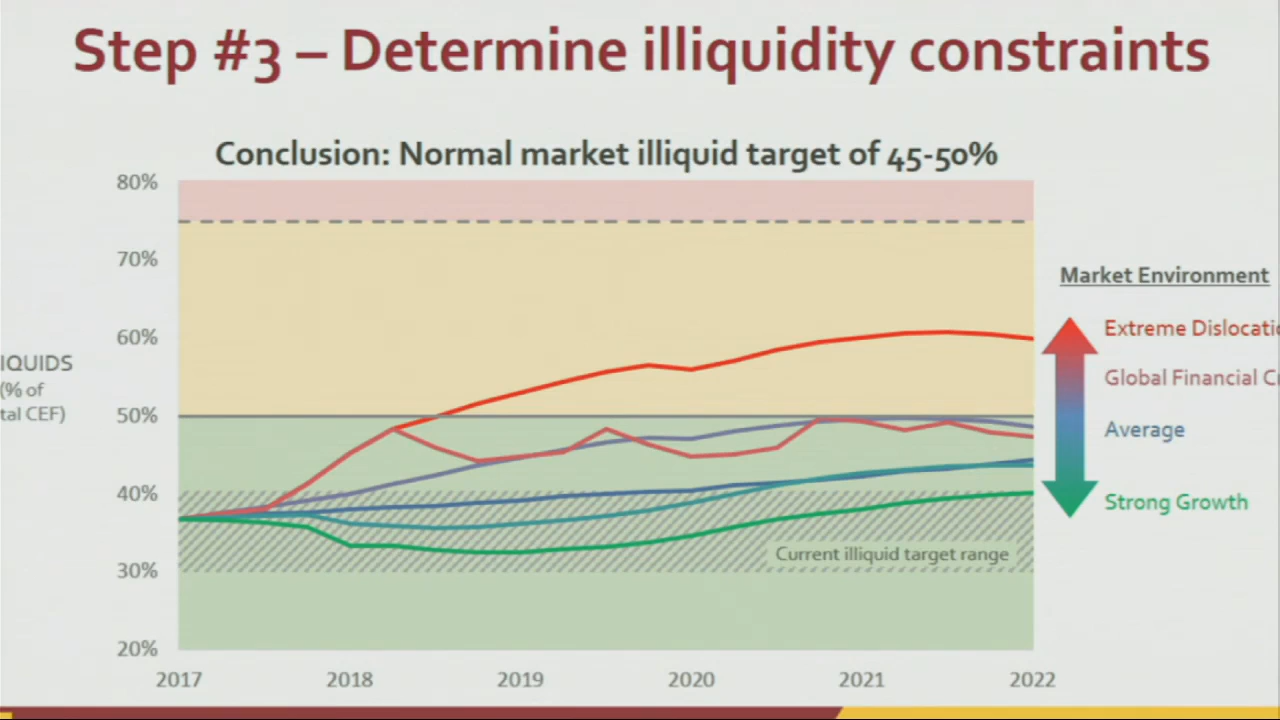 Step #3 – Determine illiquidity constraints
Conclusion: Normal market illiquid target of 45-50%
80%
70%
60%
50%
40%
30%
20%
IQUIDS
(% of
tal CEF)
Current illiquid target range
2017
2018
2019
2020
2021
2022
Market Environment
Extreme Dislocati
Global Financial C
Average
Strong Growth